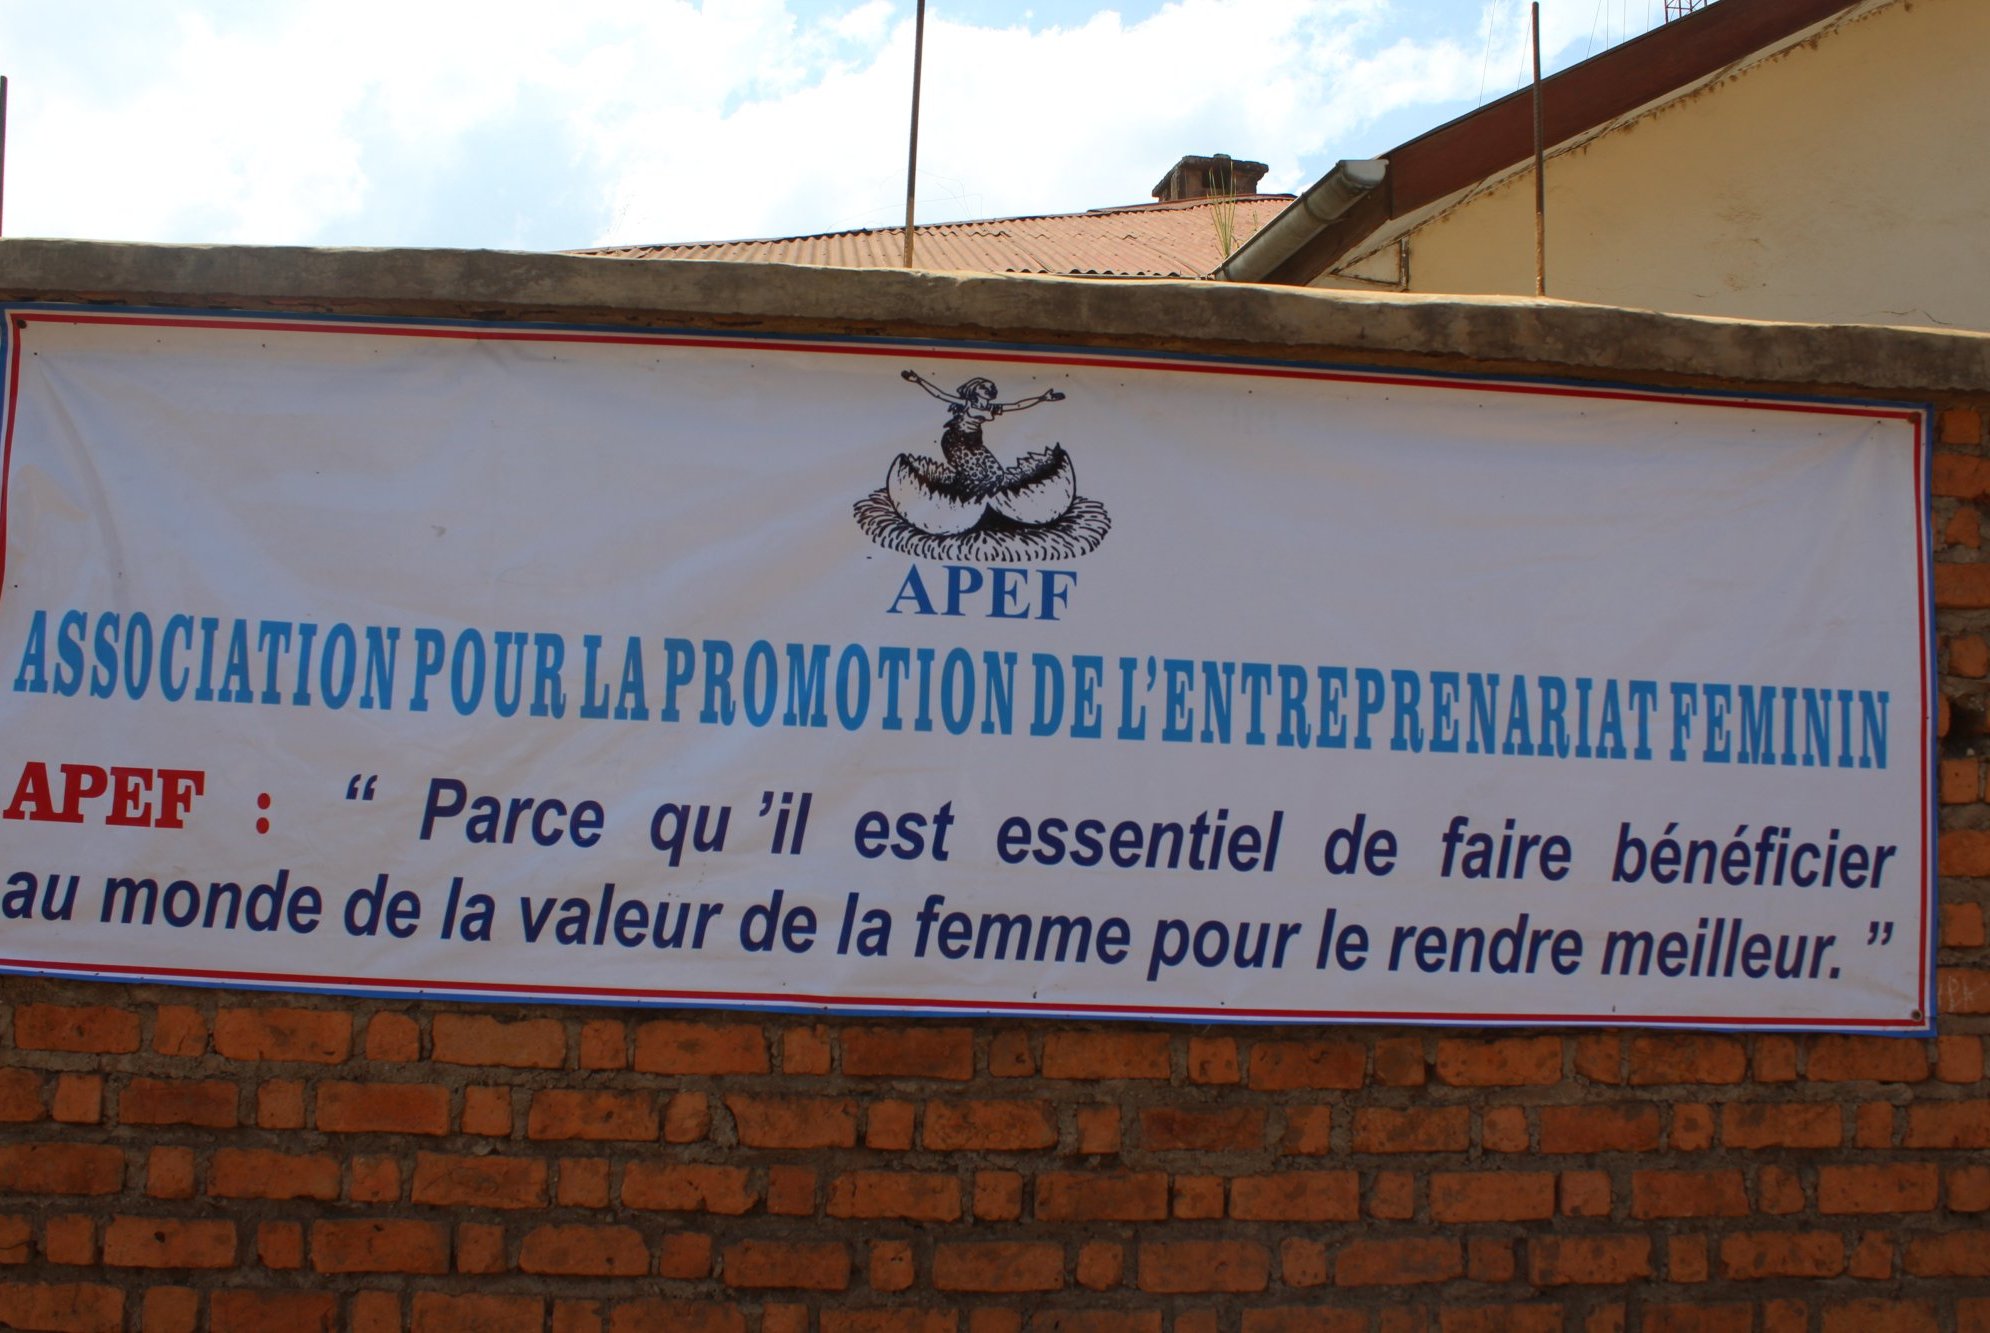 APEF
ASSOCIATION POUR LA PROMOTION DE L'ENTREPRENARIAT FEMININ
APEF : “ Parce qu ’il est essentiel de faire bénéficier
au monde de la valeur de la femme pour le rendre meilleur. ”